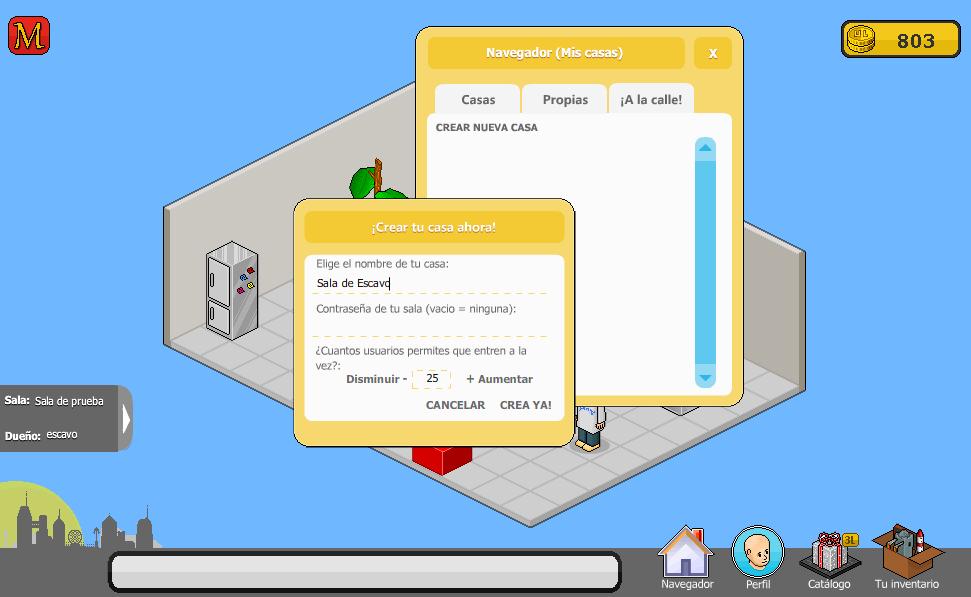 M
803
Navegador (Mis casas)
x
Casas
Propias
¡A la calle!
CREAR NUEVA CASA
¡Crear tu casa ahora!
Elige el nombre de tu casa:
Sala de Escavo
Contraseña de tu sala (vacio = ninguna):
¿Cuantos usuarios permites que entren a la
vez?:
Disminuir - 25 + Aumentar
CANCELAR CREA YA!
Sala: Sala de prueba
Dueño: escavo
3L
Navegador
Perfil
Catálogo
Tu inventario